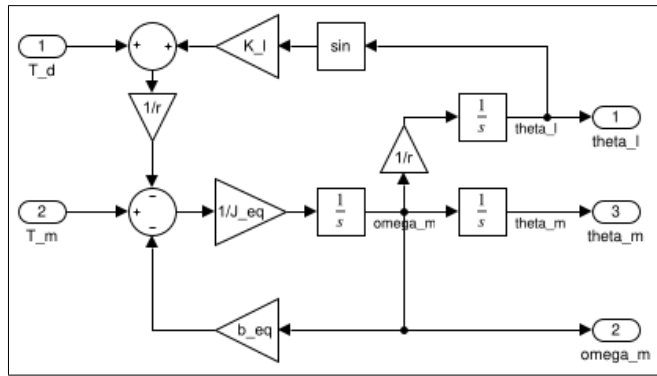 1
T_d
+
+
K_l
sin
1/r
1
s
theta_l
1
theta_l
1/r
2
T_m
+
−
−
1/J_eq
1
s
omega_m
1
s
theta_m
3
theta_m
b_eq
2
omega_m